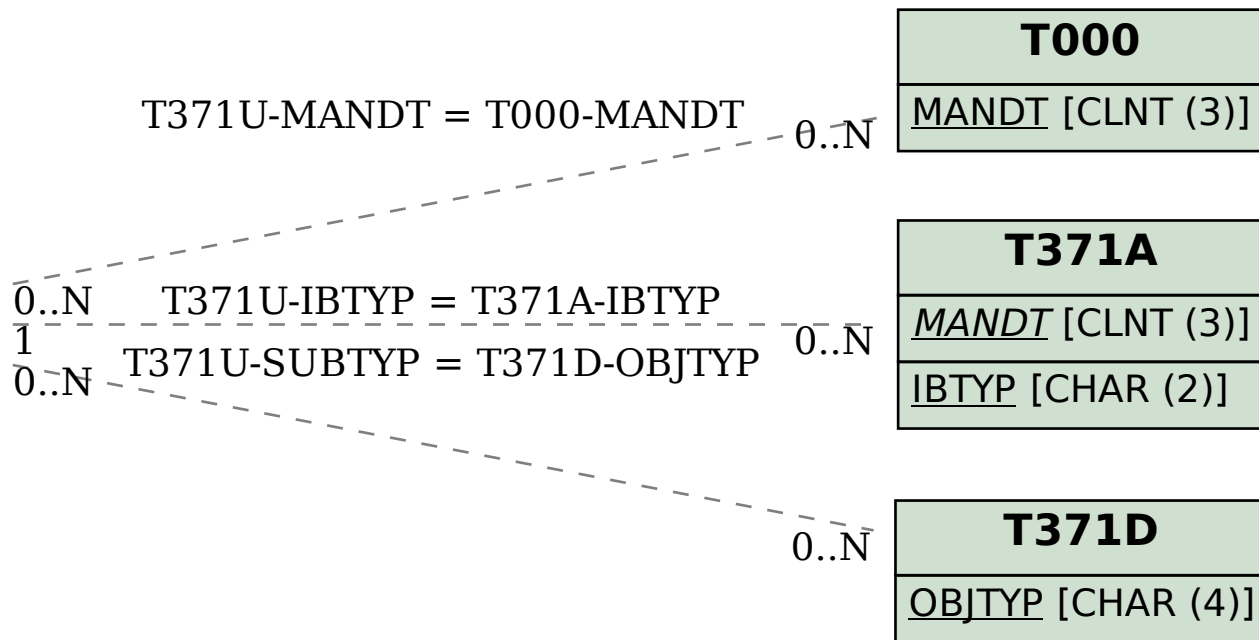 T000
T371U-MANDT = T000-MANDT
0..N
MANDT [CLNT (3)]
T371A
0..N
T371U-IBTYP = T371A-IBTYP
MANDT [CLNT (3)]
1
0..N
T371U-SUBTYP = T371D-OBJTYP
0..N
IBTYP [CHAR (2)]
T371D
0..N
OBJTYP [CHAR (4)]